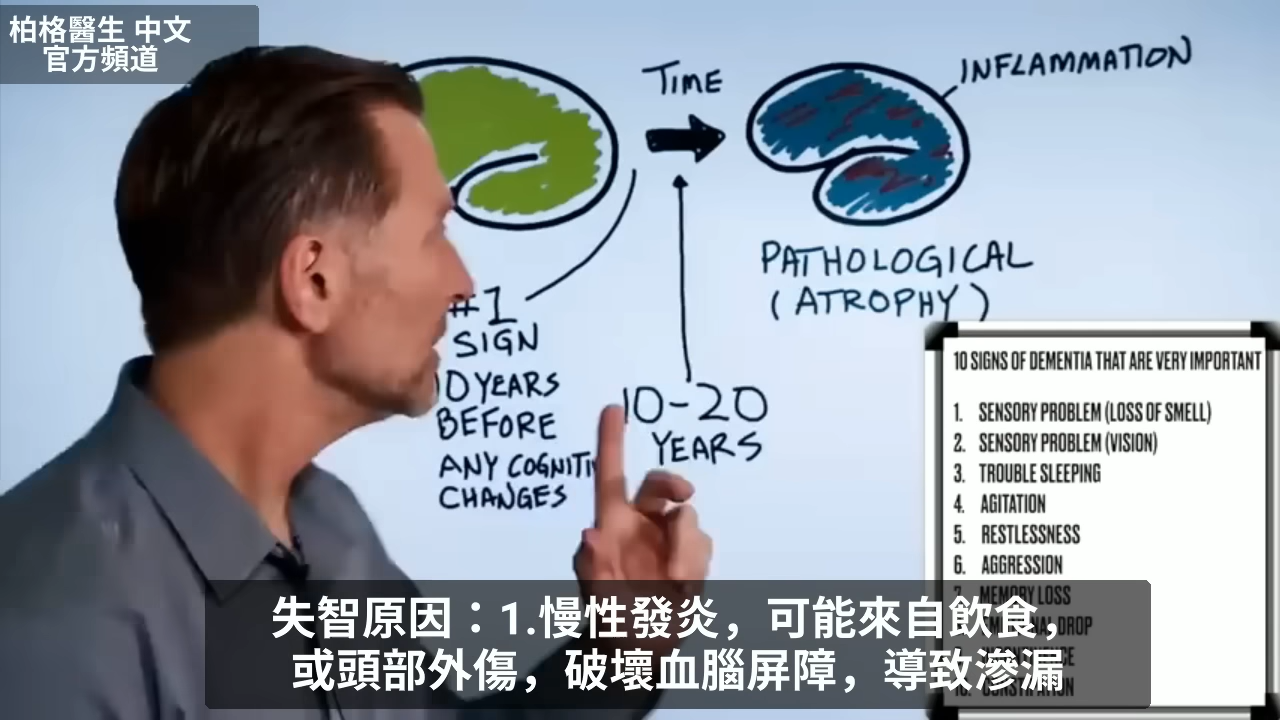 柏格醫生 中文
官方頻道
TIME
INFLAMMATION
PATHOLOGICAL
(ATROPHY)
#1
SIGN
10 YEARS
BEFORE
ANY COGNITI
CHANGES
10-20
YEARS
10 SIGNS OF DEMENTIA THAT ARE VERY IMPORTANT
1. SENSORY PROBLEM (LOSS OF SMELL)
2. SENSORY PROBLEM (VISION)
3. TROUBLE SLEEPING
4. AGITATION
5. RESTLESSNESS
6. AGGRESSION
7. MEMORY LOSS
DROP
10. CONSTIPATION
失智原因：1.慢性發炎，可能來自飲食，
或頭部外傷，破壞血腦屏障，導致滲漏